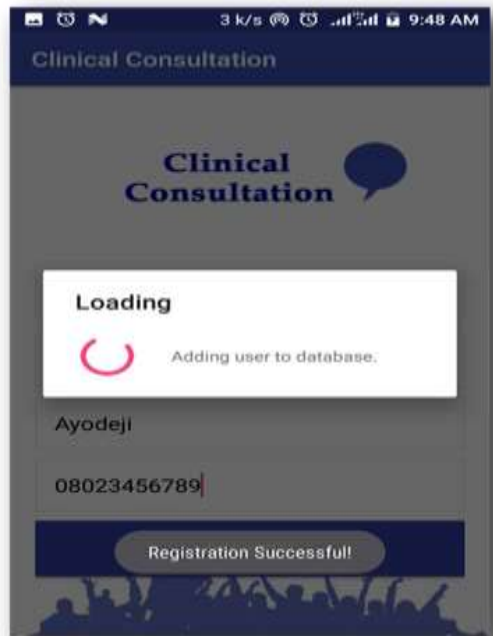 3 k/s 9:48 AM
Clinical Consultation
Clinical
Consultation
Loading
Adding user to database.
Ayodeji
08023456789
Registration Successful!